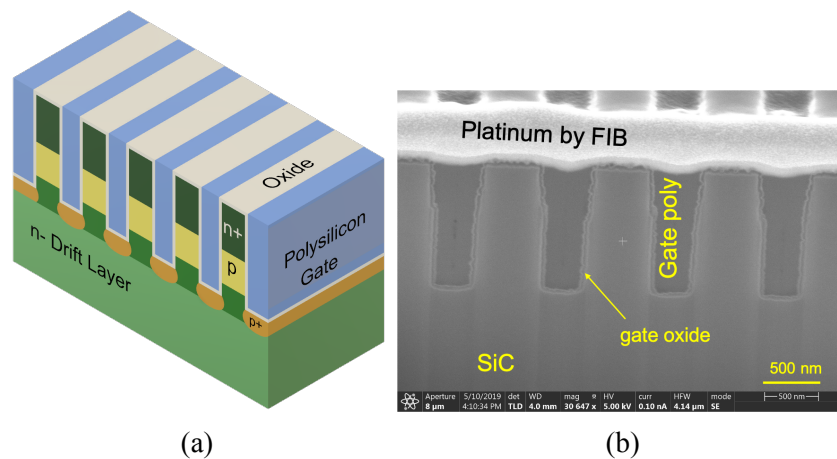 Oxide
n+
p
Polysilicon
Gate
n- Drift Layer
p+
(a)
Platinum by FIB
Gate poly
gate oxide
SiC
500 nm
Aperture 5/10/2019 det WD mag HV curr HFW mode
8 µm 4:10:34 PM TLD 4.0 mm 30 647 x 5.00 kV 0.10 nA 4.14 µm SE
500 nm
(b)